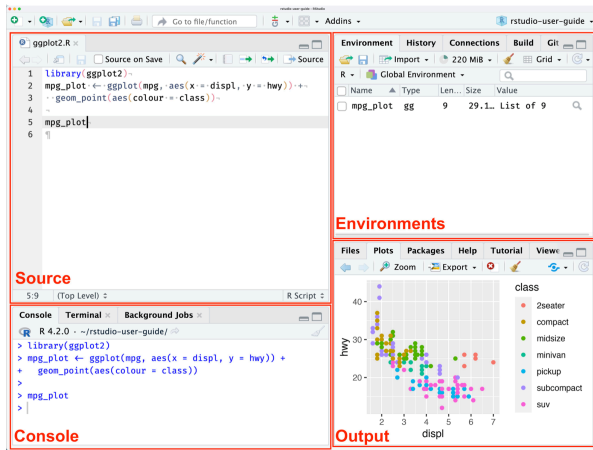 rstudio-user-guide - RStudio
Go to file/function
Addins
rstudio-user-guide
ggplot2.R
Source on Save
Source
1 library(ggplot2)
2 mpg_plot ← ggplot(mpg, aes(x = displ, y = hwy)) +
3 geom_point(aes(colour = class))
4
5 mpg_plot
6
Source
5:9 (Top Level) R Script
Console Terminal Background Jobs
R 4.2.0 · ~/rstudio-user-guide/
> library(ggplot2)
> mpg_plot ← ggplot(mpg, aes(x = displ, y = hwy)) +
+ geom_point(aes(colour = class))
>
> mpg_plot
>
Console
Environment History Connections Build Git
Import 220 MiB Grid
R Global Environment
Name Type Len... Size Value
mpg_plot gg 9 29.1… List of 9
Environments
Files Plots Packages Help Tutorial Viewe
Zoom Export
class
2seater
compact
midsize
minivan
pickup
subcompact
suv
hwy
40
30
20
2 3 4 5 6 7
displ
Output